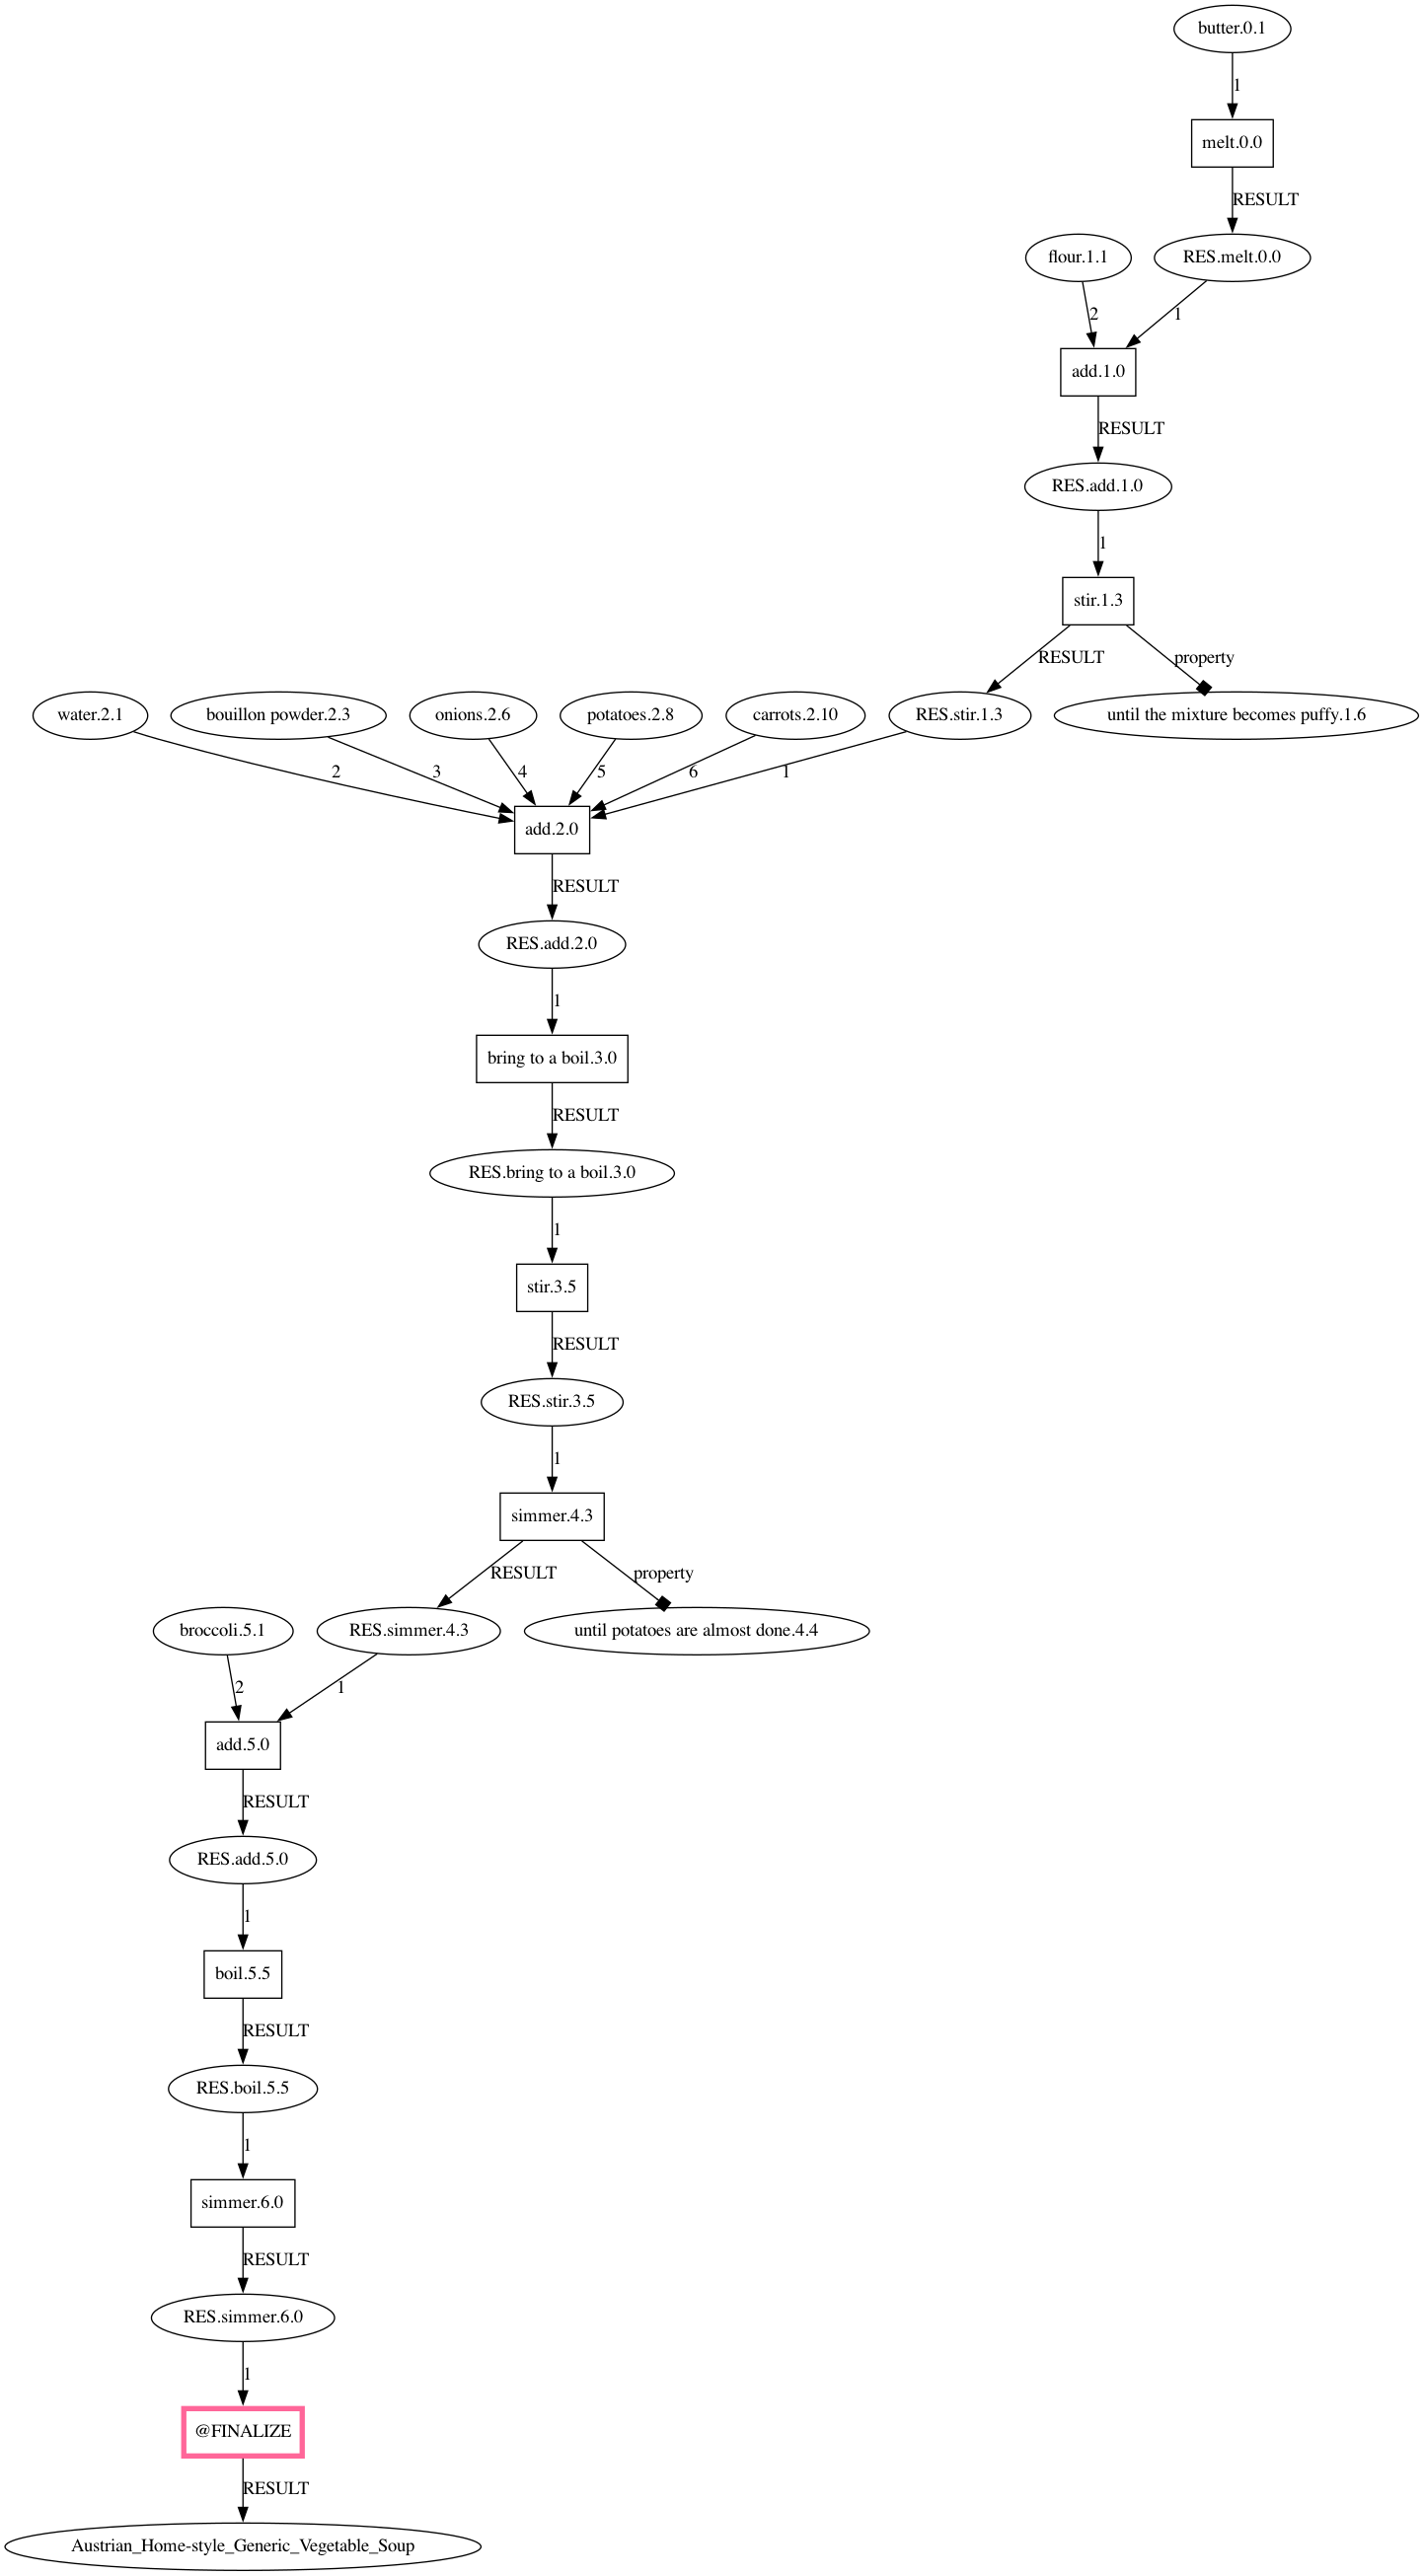 butter.0.1
1
melt.0.0
RESULT
flour.1.1
RES.melt.0.0
2
1
add.1.0
RESULT
RES.add.1.0
1
stir.1.3
RESULT
property
water.2.1
bouillon powder.2.3
onions.2.6
potatoes.2.8
carrots.2.10
RES.stir.1.3
until the mixture becomes puffy.1.6
2
3
4
5
6
1
add.2.0
RESULT
RES.add.2.0
1
bring to a boil.3.0
RESULT
RES.bring to a boil.3.0
1
stir.3.5
RESULT
RES.stir.3.5
1
simmer.4.3
RESULT
property
broccoli.5.1
RES.simmer.4.3
until potatoes are almost done.4.4
2
1
add.5.0
RESULT
RES.add.5.0
1
boil.5.5
RESULT
RES.boil.5.5
1
simmer.6.0
RESULT
RES.simmer.6.0
1
@FINALIZE
RESULT
Austrian_Home-style_Generic_Vegetable_Soup